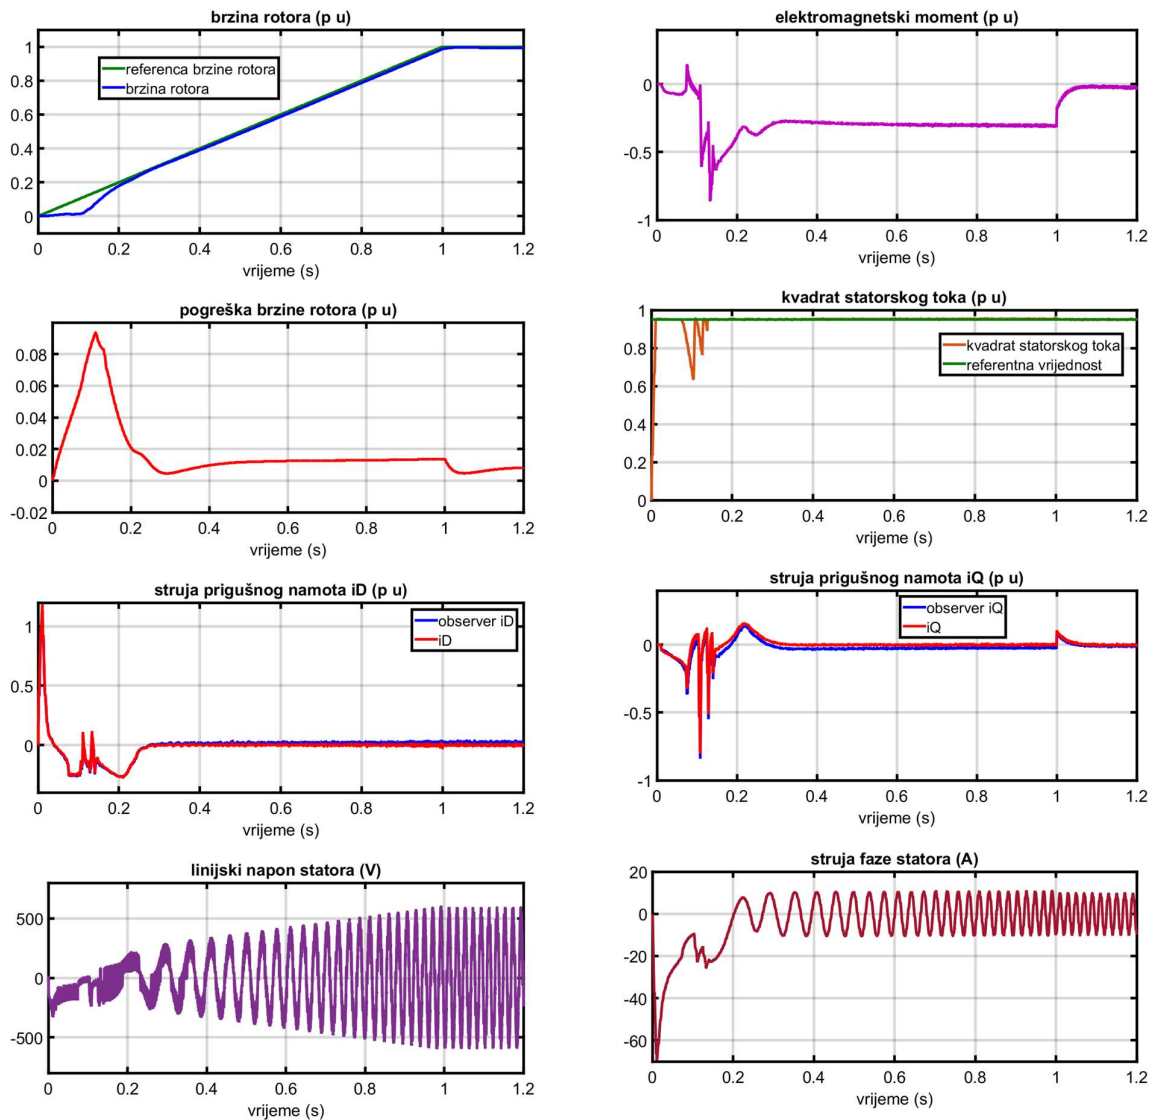 brzina rotora (p u)
1
0.8
0.6
0.4
0.2
0
referenca brzine rotora
brzina rotora
0 0.2 0.4 0.6 0.8 1 1.2
vrijeme (s)
elektromagnetski moment (p u)
0
-0.5
-1
0 0.2 0.4 0.6 0.8 1 1.2
vrijeme (s)
pogreška brzine rotora (p u)
0.08
0.06
0.04
0.02
0
-0.02
0 0.2 0.4 0.6 0.8 1 1.2
vrijeme (s)
kvadrat statorskog toka (p u)
1
0.8
0.6
0.4
0.2
0
kvadrat statorskog toka
referentna vrijednost
0 0.2 0.4 0.6 0.8 1 1.2
vrijeme (s)
struja prigušnog namota iD (p u)
1
0.5
0
observer iD
iD
0 0.2 0.4 0.6 0.8 1 1.2
vrijeme (s)
struja prigušnog namota iQ (p u)
0
-0.5
-1
observer iQ
iQ
0 0.2 0.4 0.6 0.8 1 1.2
vrijeme (s)
linijski napon statora (V)
500
0
-500
0 0.2 0.4 0.6 0.8 1 1.2
vrijeme (s)
struja faze statora (A)
20
0
-20
-40
-60
0 0.2 0.4 0.6 0.8 1 1.2
vrijeme (s)